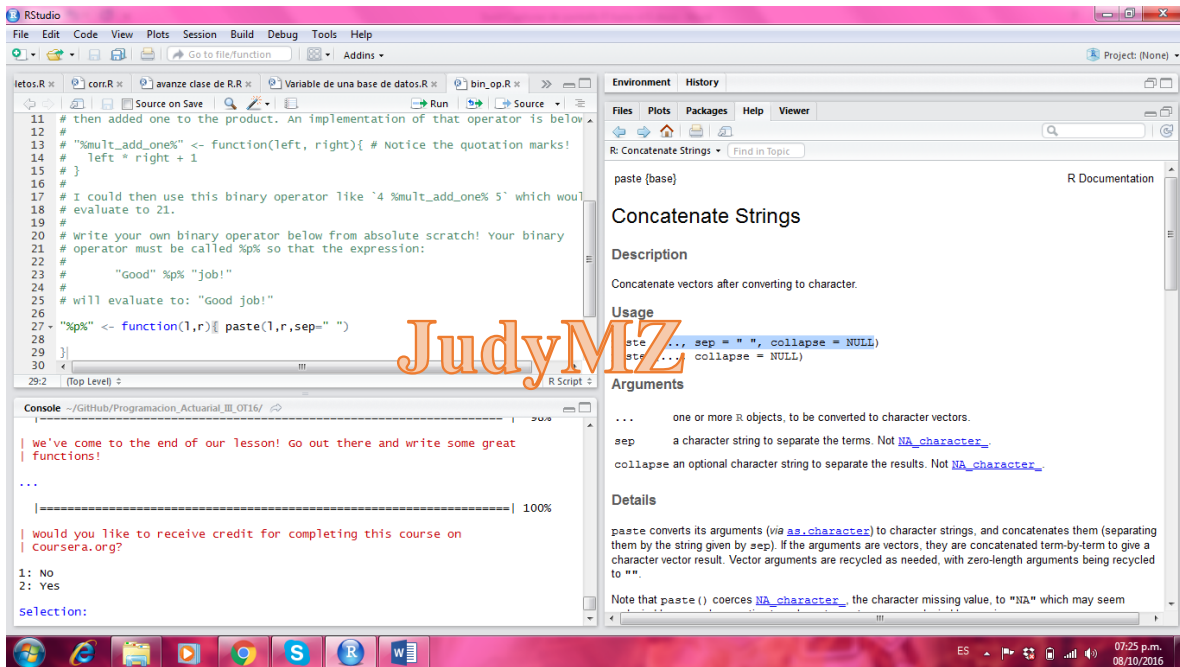 RStudio
File Edit Code View Plots Session Build Debug Tools Help
Go to file/function
Addins
Project: (None)
letos.R
corr.R
avanze clase de R.R
Variable de una base de datos.R
bin_op.R
Source on Save
Run
Source
11 # then added one to the product. An implementation of that operator is below
12 #
13 # "%mult_add_one%" <- function(left, right){ # Notice the quotation marks!
14 #   left * right + 1
15 # }
16 #
17 # I could then use this binary operator like `4 %mult_add_one% 5` which woul
18 # evaluate to 21.
19 #
20 # Write your own binary operator below from absolute scratch! Your binary
21 # operator must be called %p% so that the expression:
22 #
23 #       "Good" %p% "job!"
24 #
25 # will evaluate to: "Good job!"
26
27 "%p%" <- function(l,r){ paste(l,r,sep=" ")
28
29 }
30
29:2 (Top Level) R Script
Console ~/GitHub/Programacion_Actuarial_III_OT16/
|====================================================================== | 98%
| We've come to the end of our lesson! Go out there and write some great
| functions!
...
|======================================================================| 100%
| Would you like to receive credit for completing this course on
| Coursera.org?
1: No
2: Yes
Selection:
Environment History
Files Plots Packages Help Viewer
R: Concatenate Strings
Find in Topic
paste {base}
R Documentation
Concatenate Strings
Description
Concatenate vectors after converting to character.
Usage
ste (..., sep = " ", collapse = NULL)
ste (..., collapse = NULL)
Arguments
... one or more R objects, to be converted to character vectors.
sep a character string to separate the terms. Not NA_character_.
collapse an optional character string to separate the results. Not NA_character_.
Details
paste converts its arguments (via as.character) to character strings, and concatenates them (separating
them by the string given by sep). If the arguments are vectors, they are concatenated term-by-term to give a
character vector result. Vector arguments are recycled as needed, with zero-length arguments being recycled
to "".
Note that paste() coerces NA_character_, the character missing value, to "NA" which may seem
JudyMZ
ES
07:25 p.m.
08/10/2016